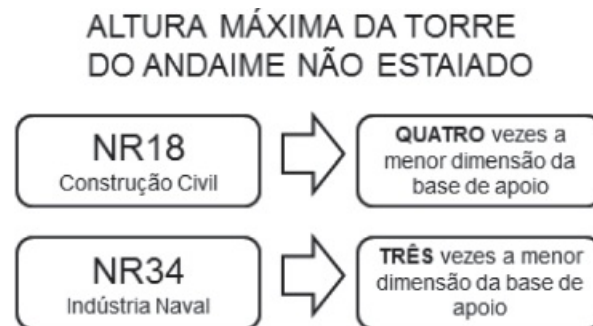 ALTURA MÁXIMA DA TORRE
DO ANDAIME NÃO ESTAIADO
NR18
Construção Civil
QUATRO vezes a
menor dimensão da
base de apoio
NR34
Indústria Naval
TRÊS vezes a menor
dimensão da base de
apoio